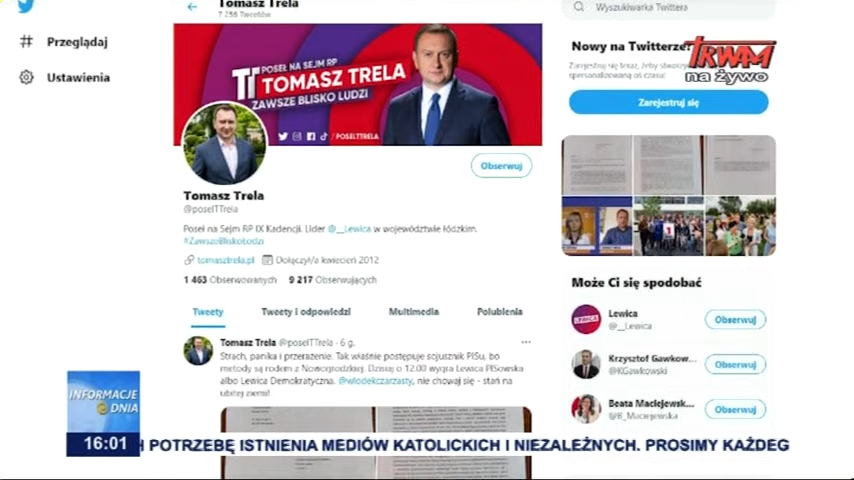 Tomasz Trela
7 256 Tweetów
Wyszukiwarka Twittera
Przeglądaj
Ustawienia
POSEŁ NA SEJM RP
TT TOMASZ TRELA
ZAWSZE BLISKO LUDZI
/POSELTTRELA
Nowy na Twitterze?
TRWAM
na żywo
Zarejestruj się
Obserwuj
Tomasz Trela
@poselTTrela
Poseł na Sejm RP IX Kadencji. Lider @__Lewica w województwie łódzkim.
#ZawszeBliskoLudzi
tomasztrela.pl Dołączył/a kwiecień 2012
1 463 Obserwowanych 9 217 Obserwujących
Tweety Tweety i odpowiedzi Multimedia Polubienia
Tomasz Trela @poselTTrela · 6 g.
Strach, panika i przerażenie. Tak właśnie postępuje sojusznik PISu, bo
metody są rodem z Nowogrodzkiej. Dzisiaj o 12.00 wygra Lewica PISowska
albo Lewica Demokratyczna. @wlodekczarzasty, nie chowaj się - stań na
ubitej ziemi!
Może Ci się spodobać
Lewica
@__Lewica
Obserwuj
Krzysztof Gawkow...
@KGawkowski
Obserwuj
Beata Maciejewsk...
@B_Maciejewska
Obserwuj
INFORMACJE
DNIA
16:01
POTRZEBĘ ISTNIENIA MEDIÓW KATOLICKICH I NIEZALEŻNYCH. PROSIMY KAŻDEG